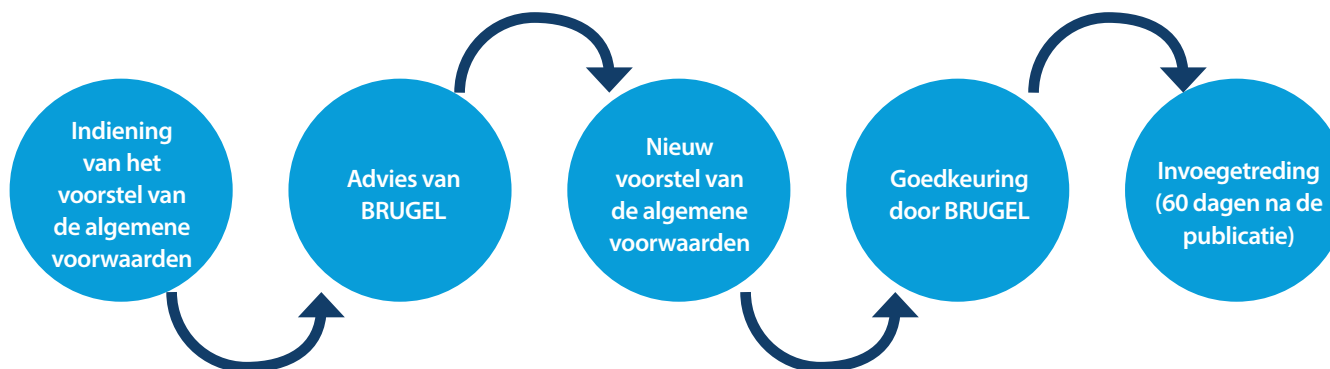 Indiening
van het
voorstel van
de algemene
voorwaarden
Advies van
BRUGEL
Nieuw
voorstel van
de algemene
voorwaarden
Goedkeuring
door BRUGEL
Invoegetreding
(60 dagen na de
publicatie)